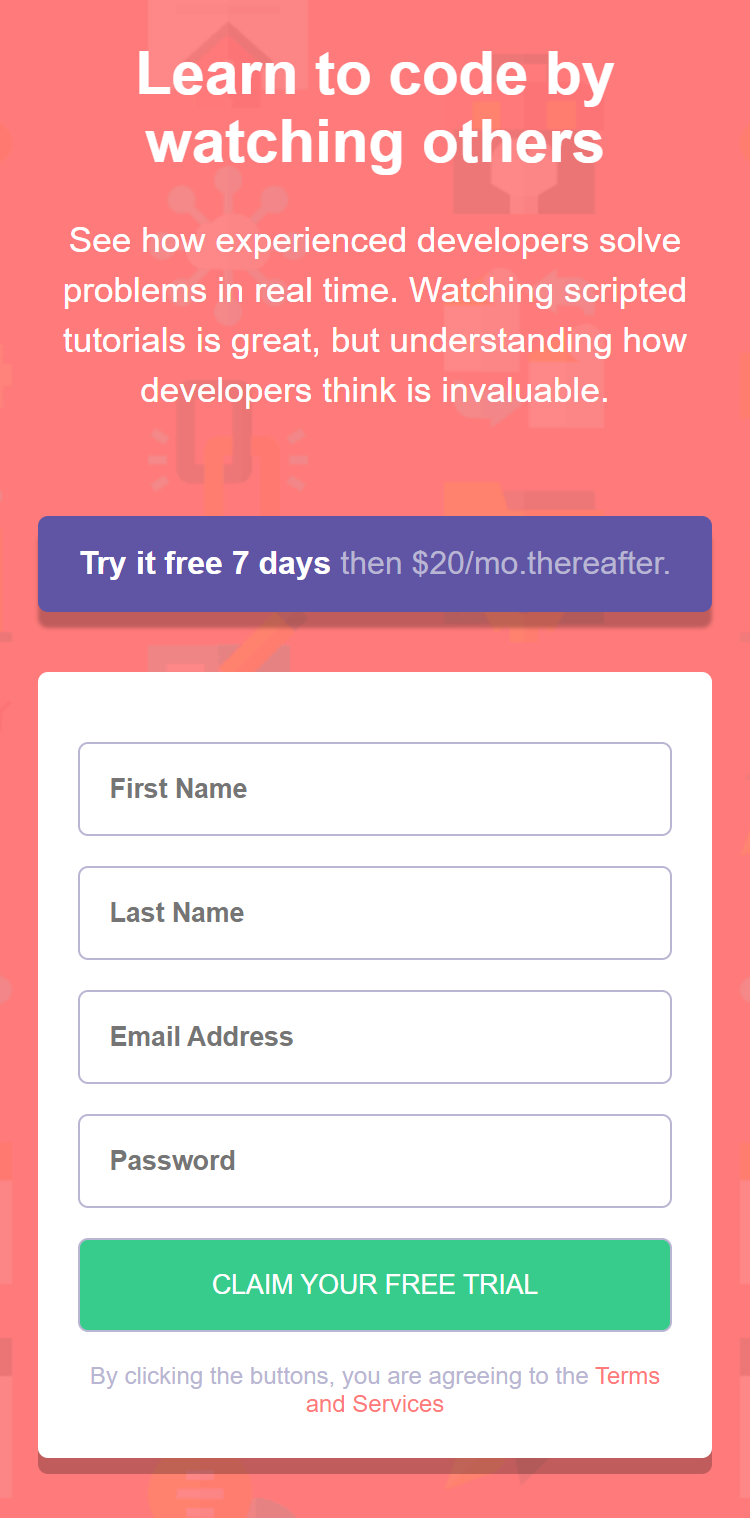 Learn to code by
watching others
See how experienced developers solve
problems in real time. Watching scripted
tutorials is great, but understanding how
developers think is invaluable.
Try it free 7 days then $20/mo.thereafter.
First Name
Last Name
Email Address
Password
CLAIM YOUR FREE TRIAL
By clicking the buttons, you are agreeing to the Terms
and Services